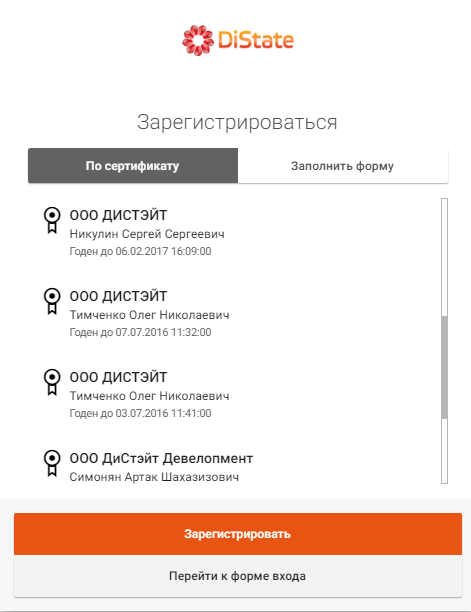 DiState
Зарегистрироваться
По сертификату
Заполнить форму
ООО ДИСТЭЙТ
Никулин Сергей Сергеевич
Годен до 06.02.2017 16:09:00
ООО ДИСТЭЙТ
Тимченко Олег Николаевич
Годен до 07.07.2016 11:32:00
ООО ДИСТЭЙТ
Тимченко Олег Николаевич
Годен до 03.07.2016 11:41:00
ООО ДиСтэйт Девелопмент
Симонян Артак Шахазизович
Зарегистрировать
Перейти к форме входа